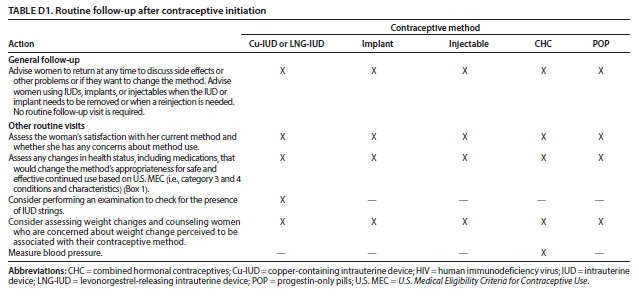 TABLE D1. Routine follow-up after contraceptive initiation
Contraceptive method
Action Cu-IUD or LNG-IUD Implant Injectable CHC POP
General follow-up
Advise women to return at any time to discuss side effects or X X X X X
other problems or if they want to change the method. Advise
women using IUDs, implants, or injectables when the IUD or
implant needs to be removed or when a reinjection is needed.
No routine follow-up visit is required.
Other routine visits
Assess the woman's satisfaction with her current method and X X X X X
whether she has any concerns about method use.
Assess any changes in health status, including medications, that X X X X X
would change the method's appropriateness for safe and
effective continued use based on U.S. MEC (i.e., category 3 and 4
conditions and characteristics) (Box 1).
Consider performing an examination to check for the presence X — — — —
of IUD strings.
Consider assessing weight changes and counseling women X X X X X
who are concerned about weight change perceived to be
associated with their contraceptive method.
Measure blood pressure. — — — X —
Abbreviations: CHC = combined hormonal contraceptives; Cu-IUD = copper-containing intrauterine device; HIV = human immunodeficiency virus; IUD = intrauterine
device; LNG-IUD = levonorgestrel-releasing intrauterine device; POP = progestin-only pills; U.S. MEC = U.S. Medical Eligibility Criteria for Contraceptive Use.